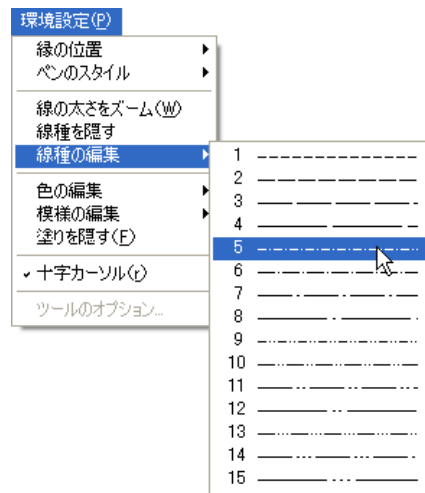 環境設定(P)
縁の位置
ペンのスタイル
線の太さをズーム(W)
線種を隠す
線種の編集
色の編集
模様の編集
塗りを隠す(F)
十字カーソル(r)
ツールのオプション...
1
2
3
4
5
6
7
8
9
10
11
12
13
14
15